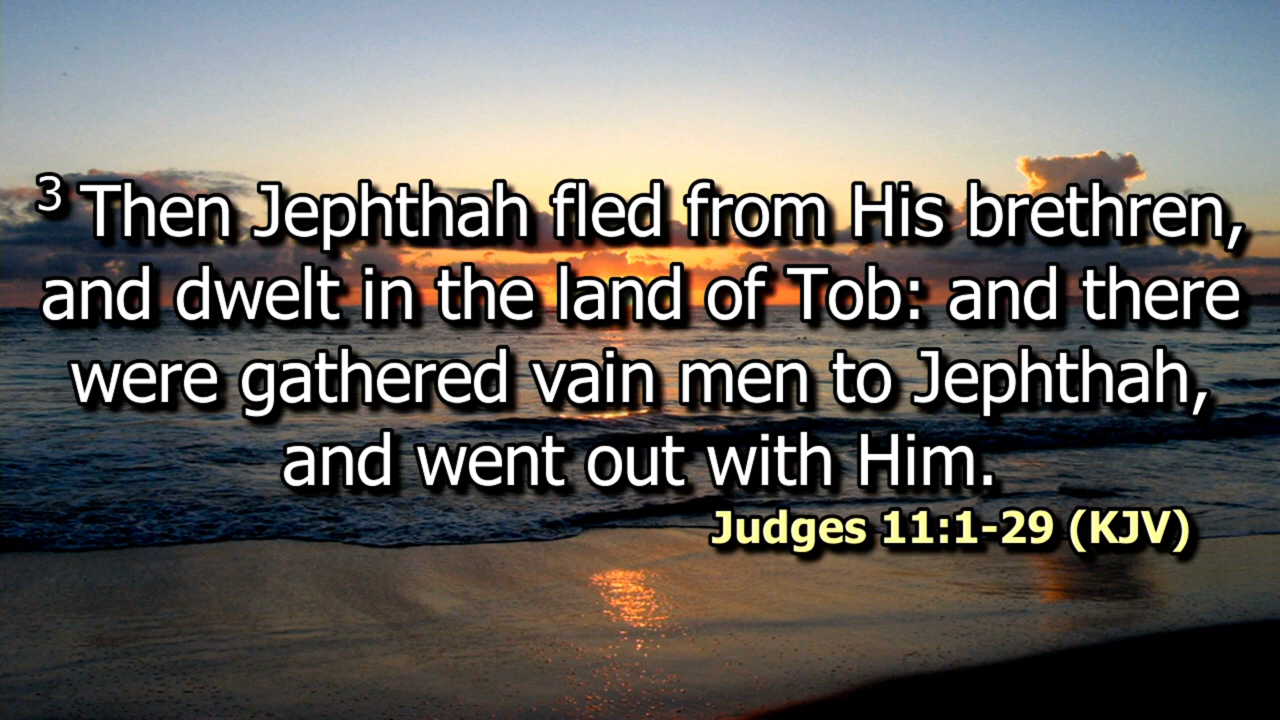 3 Then Jephthah fled from His brethren,
and dwelt in the land of Tob: and there
were gathered vain men to Jephthah,
and went out with Him.
Judges 11:1-29 (KJV)